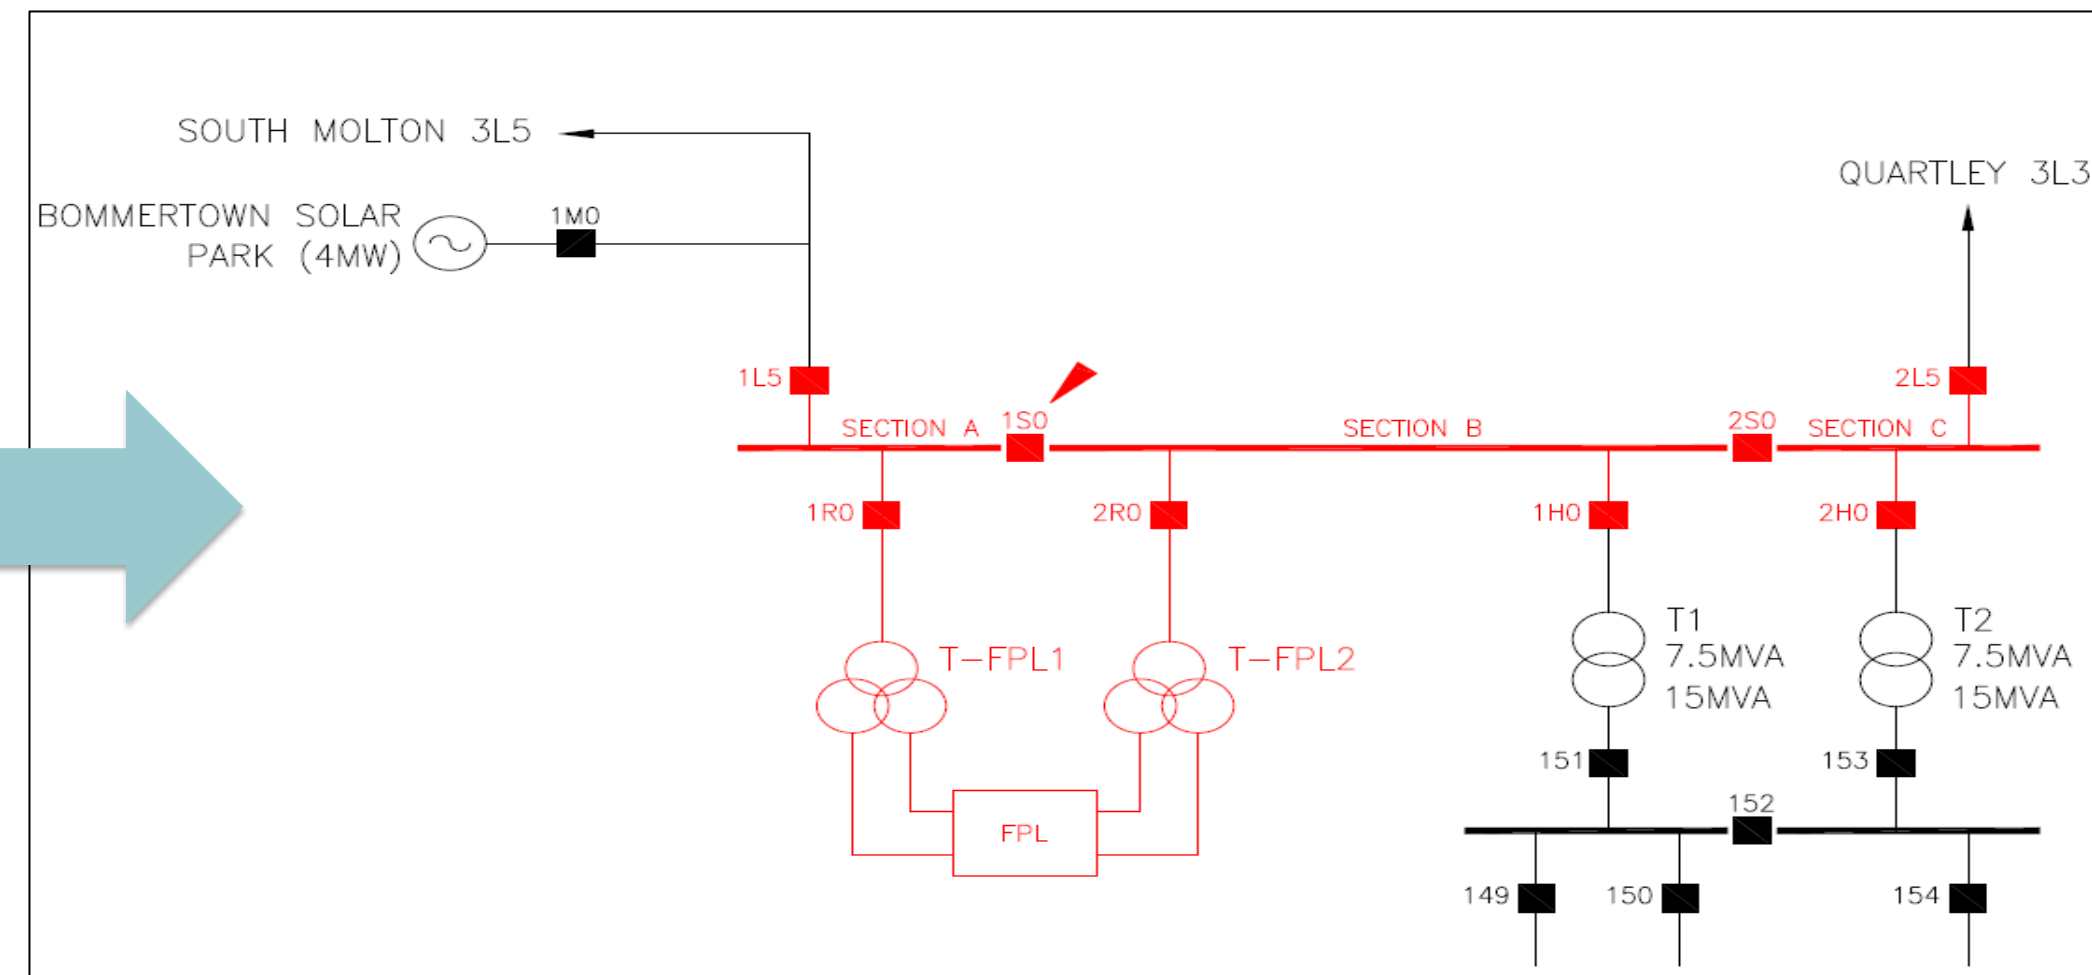 SOUTH MOLTON 3L5
BOMMERTOWN SOLAR
PARK (4MW)
1M0
QUARTLEY 3L3
1L5
2L5
SECTION A
1S0
SECTION B
2S0
SECTION C
1R0
2R0
1H0
2H0
T-FPL1
T-FPL2
T1
7.5MVA
15MVA
T2
7.5MVA
15MVA
151
153
FPL
152
149
150
154